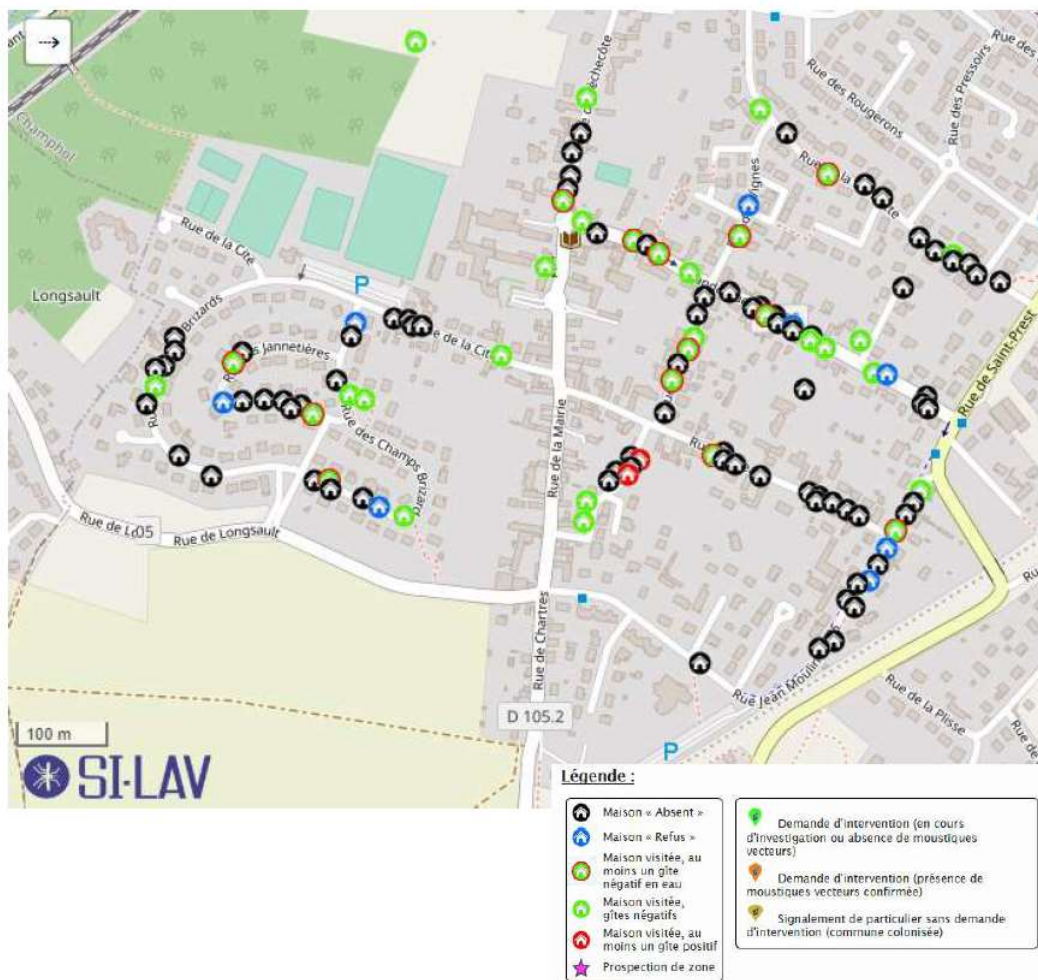 Champhol
Longsault
Rue de la Cité
Brizards
Jannetières
Rue des Champs Brizard
Rue de Longsault
05
P
Rue de la Mairie
Rue de Chartres
D 105.2
Rue des Rougerons
Rue des Pressoirs
Rue des
Rue de Saint-Prest
Rue Jean Moulin
Rue de la Plisse
P
100 m
SI-LAV
Légende :
Maison « Absent »
Maison « Refus »
Maison visitée, au
moins un gîte
négatif en eau
Maison visitée,
gîtes négatifs
Maison visitée, au
moins un gîte positif
Prospection de zone
Demande d'intervention (en cours
d'investigation ou absence de moustiques
vecteurs)
Demande d'intervention (présence de
moustiques vecteurs confirmée)
Signalement de particulier sans demande
d'intervention (commune colonisée)